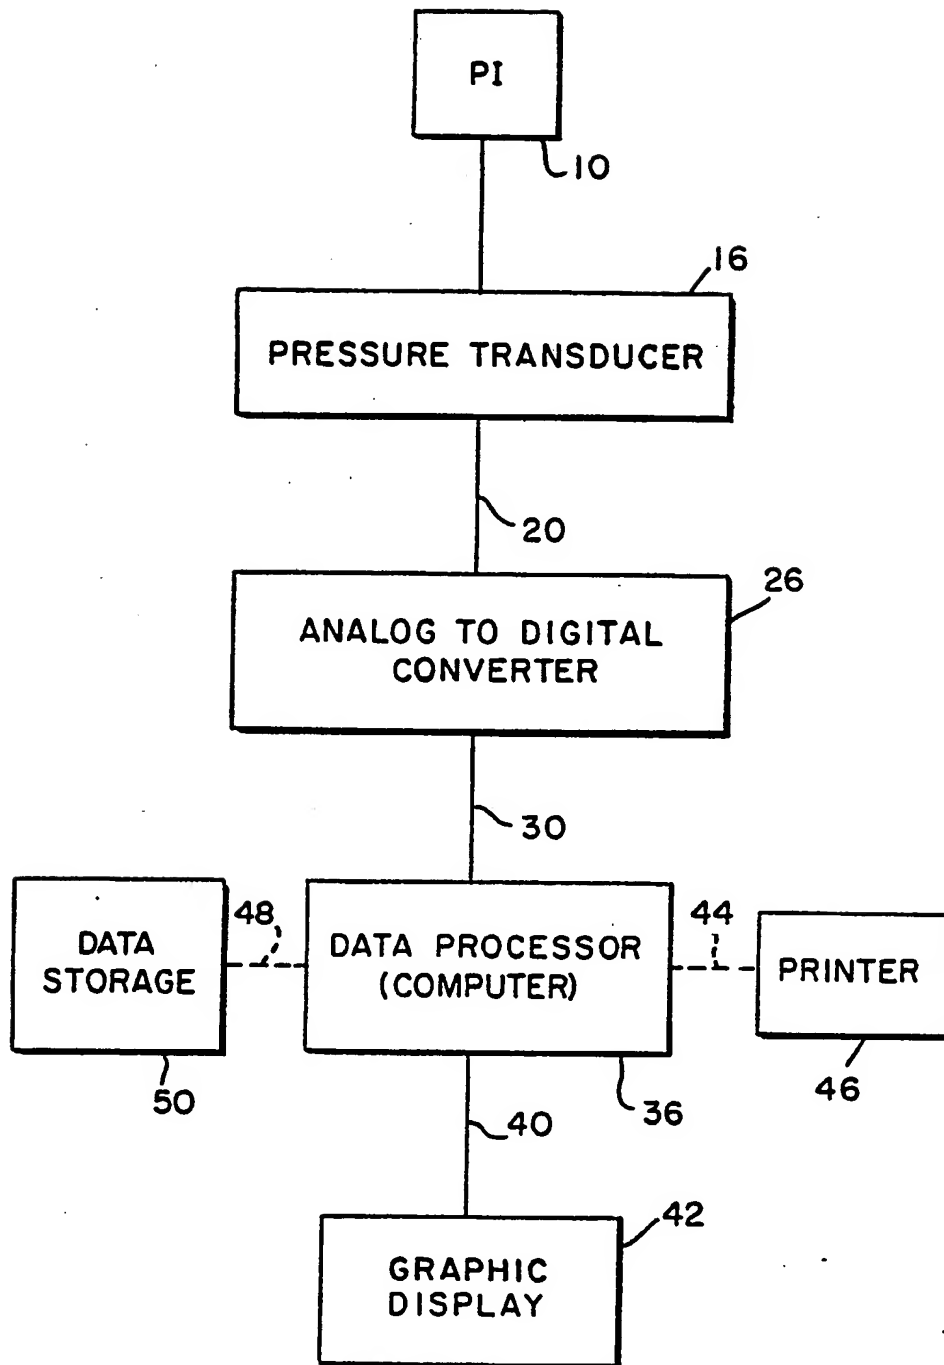 PI
10
16
PRESSURE TRANSDUCER
20
26
ANALOG TO DIGITAL
CONVERTER
30
48
44
DATA
STORAGE
DATA PROCESSOR
(COMPUTER)
PRINTER
50
36
46
40
42
GRAPHIC
DISPLAY